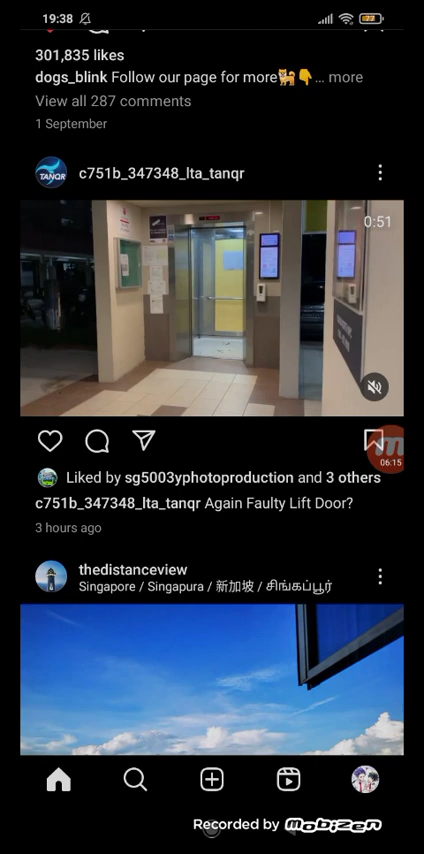 19:38
77
301,835 likes
dogs_blink Follow our page for more🐕👇... more
View all 287 comments
1 September
TANQR
c751b_347348_lta_tanqr
0:51
06:15
Liked by sg5003yphotoproduction and 3 others
c751b_347348_lta_tanqr Again Faulty Lift Door?
3 hours ago
thedistanceview
Singapore / Singapura / 新加坡 / சிங்கப்பூர்
Recorded by MOBIZEN